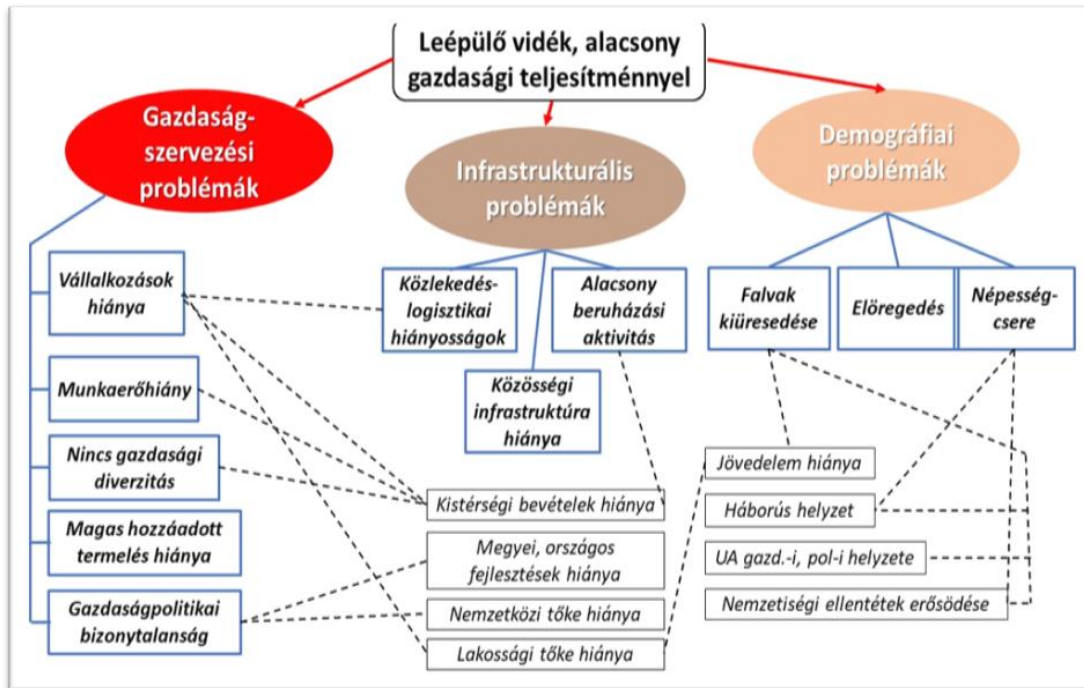 Leépülő vidék, alacsony
gazdasági teljesítménnyel
Gazdaság-
szervezési
problémák
Infrastrukturális
problémák
Demográfiai
problémák
Vállalkozások
hiánya
Munkaerőhiány
Nincs gazdasági
diverzitás
Magas hozzáadott
termelés hiánya
Gazdaságpolitikai
bizonytalanság
Közlekedés-
logisztikai
hiányosságok
Alacsony
beruházási
aktivitás
Közösségi
infrastruktúra
hiánya
Falvak
kiüresedése
Elöregedés
Népesség-
csere
Kistérségi bevételek hiánya
Megyei, országos
fejlesztések hiánya
Nemzetközi tőke hiánya
Lakossági tőke hiánya
Jövedelem hiánya
Háborús helyzet
UA gazd.-i, pol-i helyzete
Nemzetiségi ellentétek erősödése